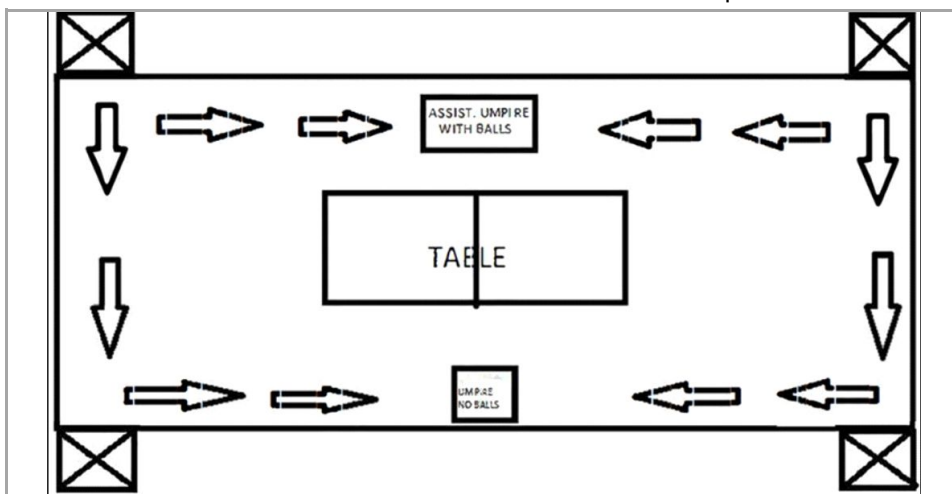 ASSIST. UMPIRE
WITH BALLS
TABLE
UMPIRE
NO BALLS